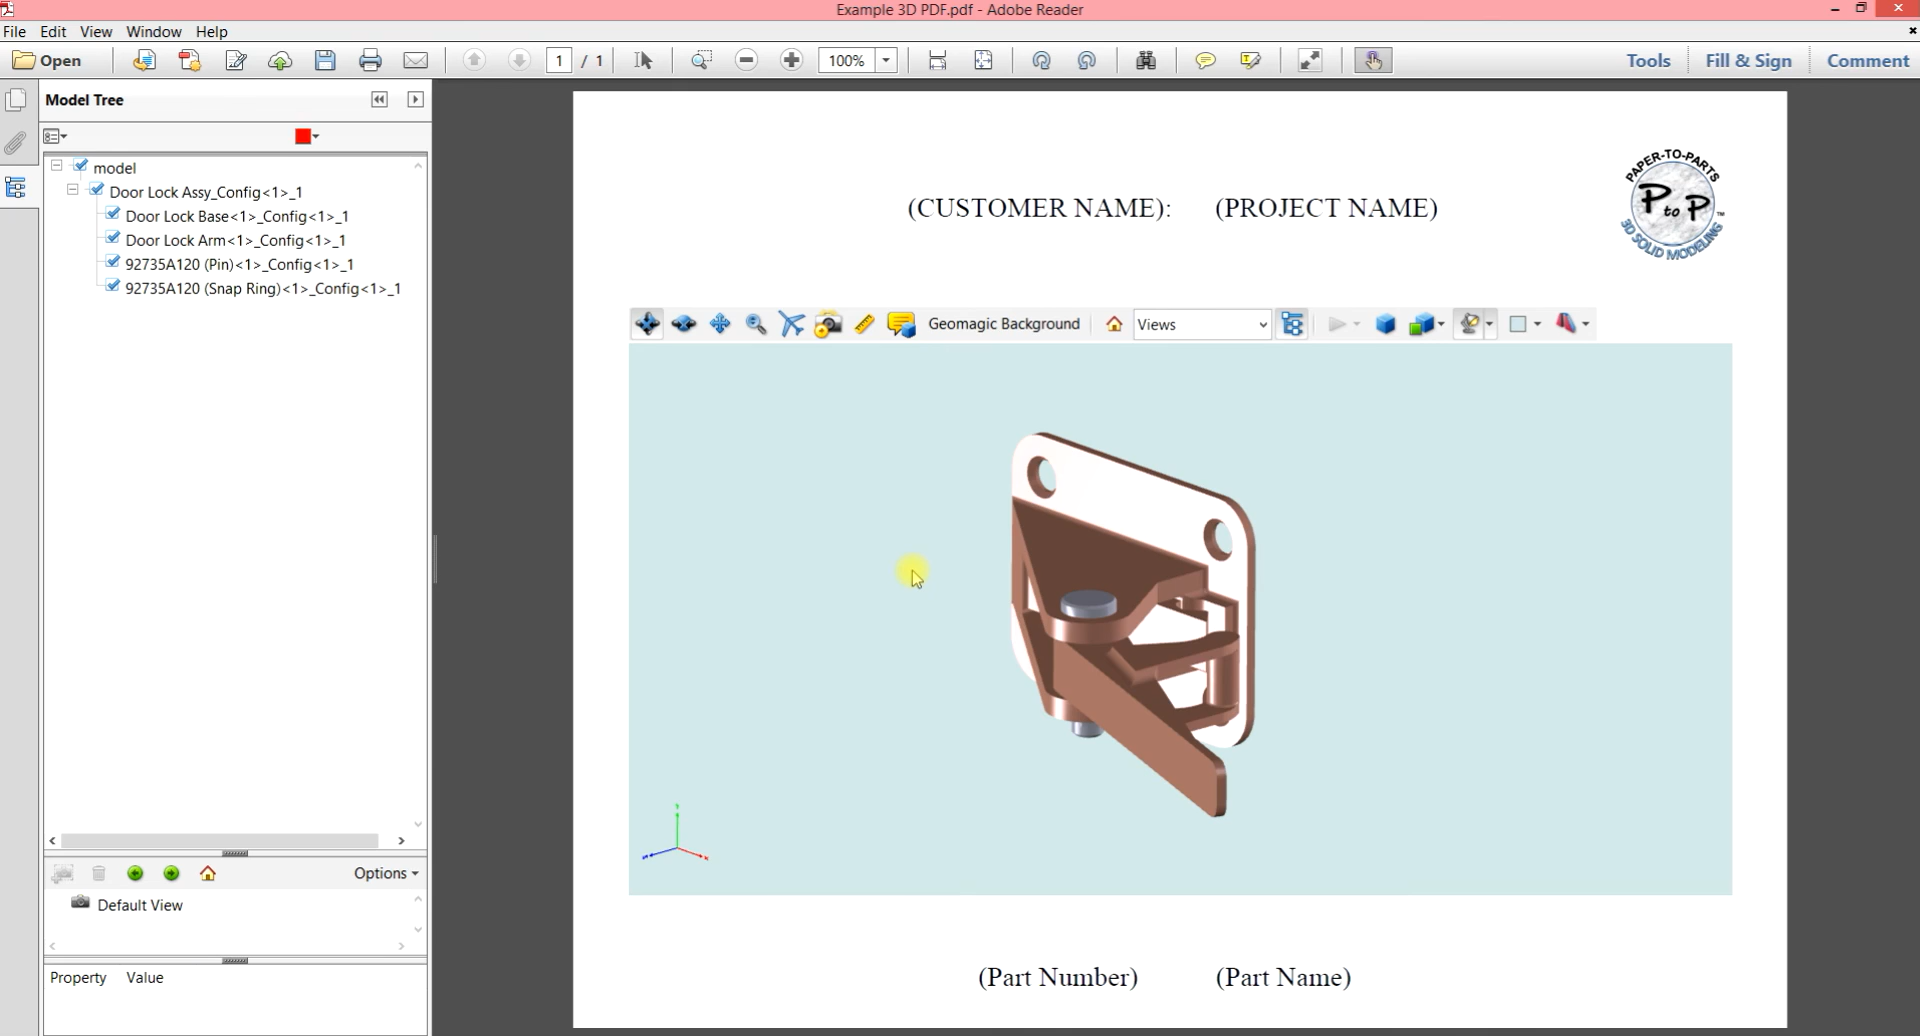 Example 3D PDF.pdf - Adobe Reader
File Edit View Window Help
Open 1 / 1 100% Tools Fill & Sign Comment
Model Tree
model
Door Lock Assy_Config<1>_1
Door Lock Base<1>_Config<1>_1
Door Lock Arm<1>_Config<1>_1
92735A120 (Pin)<1>_Config<1>_1
92735A120 (Snap Ring)<1>_Config<1>_1
Options
Default View
Property Value
(CUSTOMER NAME): (PROJECT NAME)
PAPER-TO-PARTS
P to P ™
3D SOLID MODELING
Geomagic Background Views
(Part Number) (Part Name)